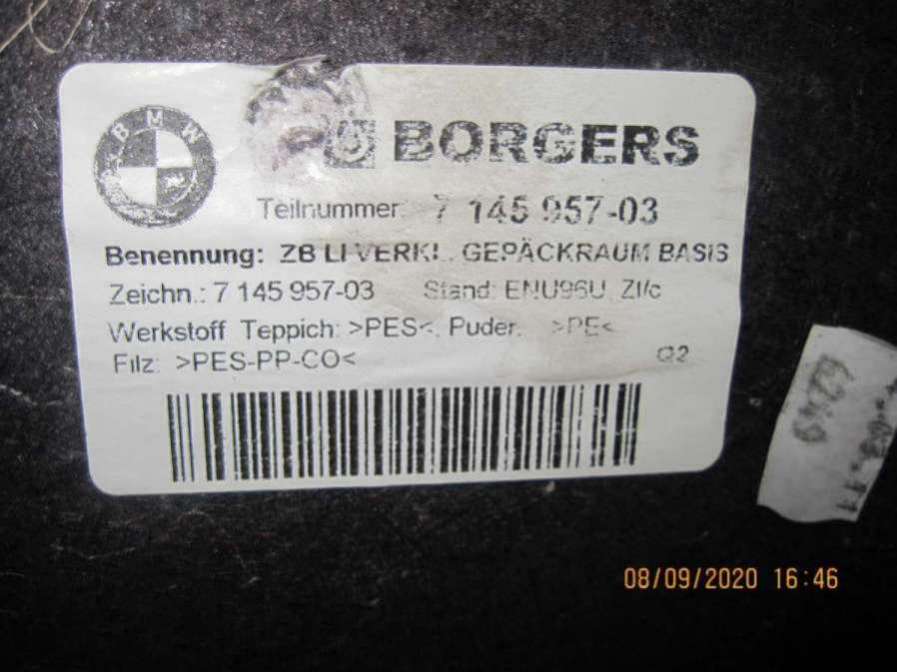 BMW
BORGERS
Teilnummer: 7 145 957-03
Benennung: ZB LI VERKL. GEPÄCKRAUM BASIS
Zeichn.: 7 145 957-03 Stand: ENU96U, ZI/c
Werkstoff Teppich: >PES<, Puder: >PE<
Filz: >PES-PP-CO< Q2
08/09/2020 16:46